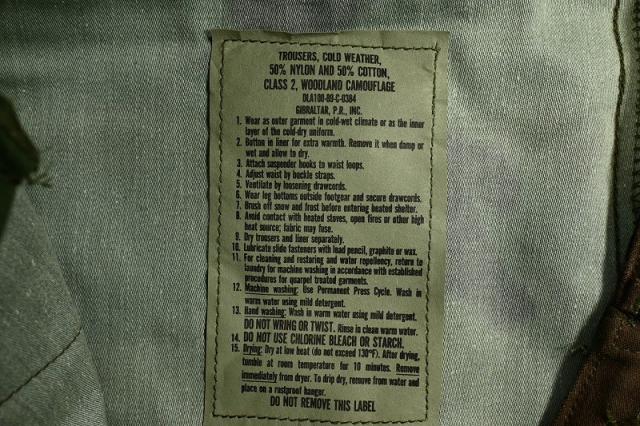 TROUSERS, COLD WEATHER,
50% NYLON AND 50% COTTON,
CLASS 2, WOODLAND CAMOUFLAGE
DLA100-89-C-0384
GIBRALTAR, P.R., INC.
1. Wear as outer garment in cold-wet climate or as the inner
layer of the cold-dry uniform.
2. Button in liner for extra warmth. Remove it when damp or
wet and allow to dry.
3. Attach suspender hooks to waist loops.
4. Adjust waist by buckle straps.
5. Ventilate by loosening drawcords.
6. Wear leg bottoms outside footgear and secure drawcords.
7. Brush off snow and frost before entering heated shelter.
8. Avoid contact with heated stoves, open fires or other high
heat source; fabric may fuse.
9. Dry trousers and liner separately.
10. Lubricate slide fasteners with lead pencil, graphite or wax.
11. For cleaning and restoring and water repellency, return to
laundry for machine washing in accordance with established
procedures for quarpel treated garments.
12. Machine washing: Use Permanent Press Cycle. Wash in
warm water using mild detergent.
13. Hand washing: Wash in warm water using mild detergent.
DO NOT WRING OR TWIST. Rinse in clean warm water.
14. DO NOT USE CHLORINE BLEACH OR STARCH.
15. Drying: Dry at low heat (do not exceed 130°F). After drying,
tumble at room temperature for 10 minutes. Remove
immediately from dryer. To drip dry, remove from water and
place on a rustproof hanger.
DO NOT REMOVE THIS LABEL